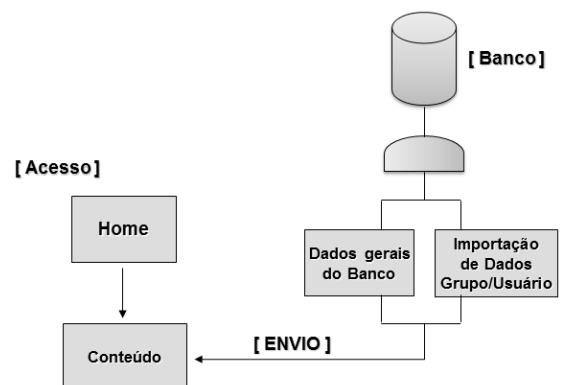 [ Banco ]
[ Acesso ]
Home
Dados gerais
do Banco
Importação
de Dados
Grupo/Usuário
[ ENVIO ]
Conteúdo